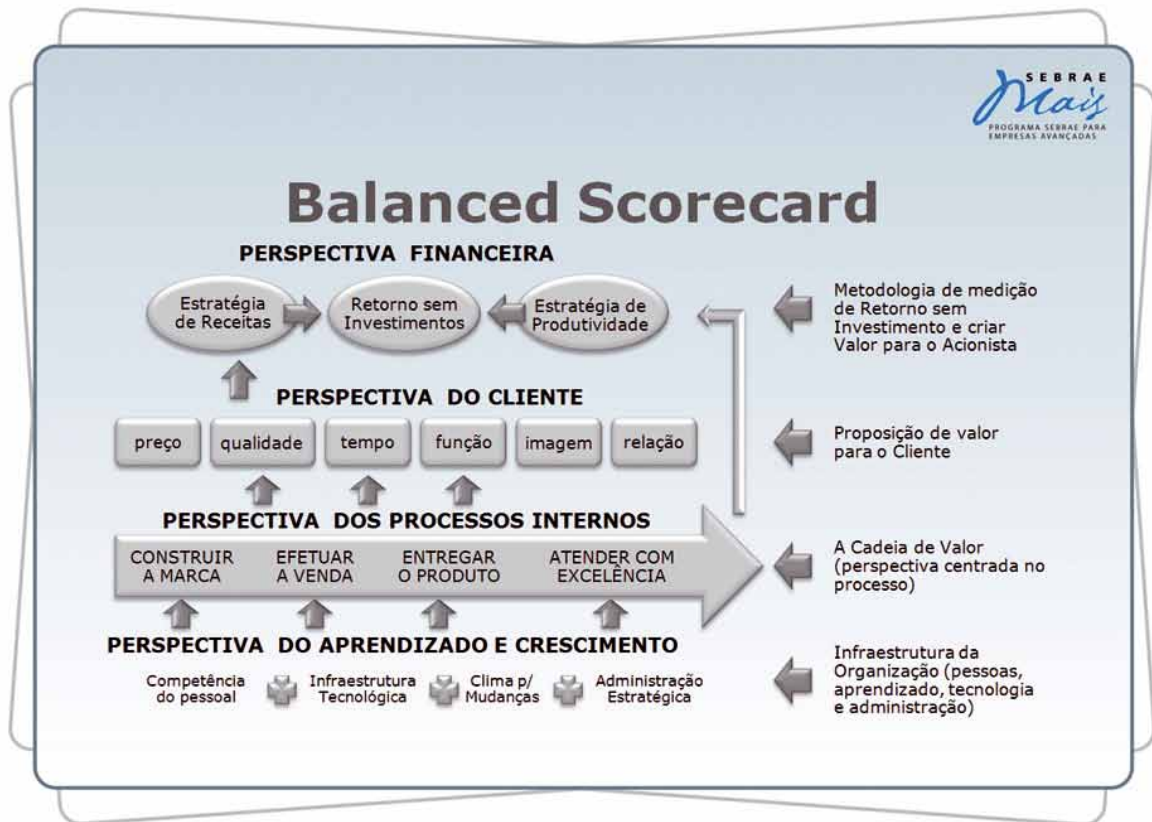 SEBRAE
Mais
PROGRAMA SEBRAE PARA
EMPRESAS AVANÇADAS
Balanced Scorecard
PERSPECTIVA FINANCEIRA
Estratégia
de Receitas
Retorno sem
Investimentos
Estratégia de
Produtividade
Metodologia de medição
de Retorno sem
Investimento e criar
Valor para o Acionista
PERSPECTIVA DO CLIENTE
preço
qualidade
tempo
função
imagem
relação
Proposição de valor
para o Cliente
PERSPECTIVA DOS PROCESSOS INTERNOS
CONSTRUIR
A MARCA
EFETUAR
A VENDA
ENTREGAR
O PRODUTO
ATENDER COM
EXCELÊNCIA
A Cadeia de Valor
(perspectiva centrada no
processo)
PERSPECTIVA DO APRENDIZADO E CRESCIMENTO
Competência
do pessoal
Infraestrutura
Tecnológica
Clima p/
Mudanças
Administração
Estratégica
Infraestrutura da
Organização (pessoas,
aprendizado, tecnologia
e administração)